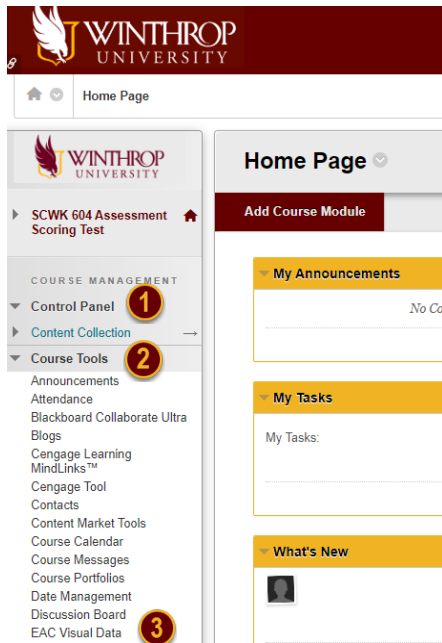 WINTHROP
UNIVERSITY
Home Page
WINTHROP
UNIVERSITY
SCWK 604 Assessment
Scoring Test
COURSE MANAGEMENT
Control Panel
1
Content Collection
Course Tools
2
Announcements
Attendance
Blackboard Collaborate Ultra
Blogs
Cengage Learning
MindLinks™
Cengage Tool
Contacts
Content Market Tools
Course Calendar
Course Messages
Course Portfolios
Date Management
Discussion Board
EAC Visual Data
3
Home Page
Add Course Module
My Announcements
No Co
My Tasks
My Tasks:
What's New